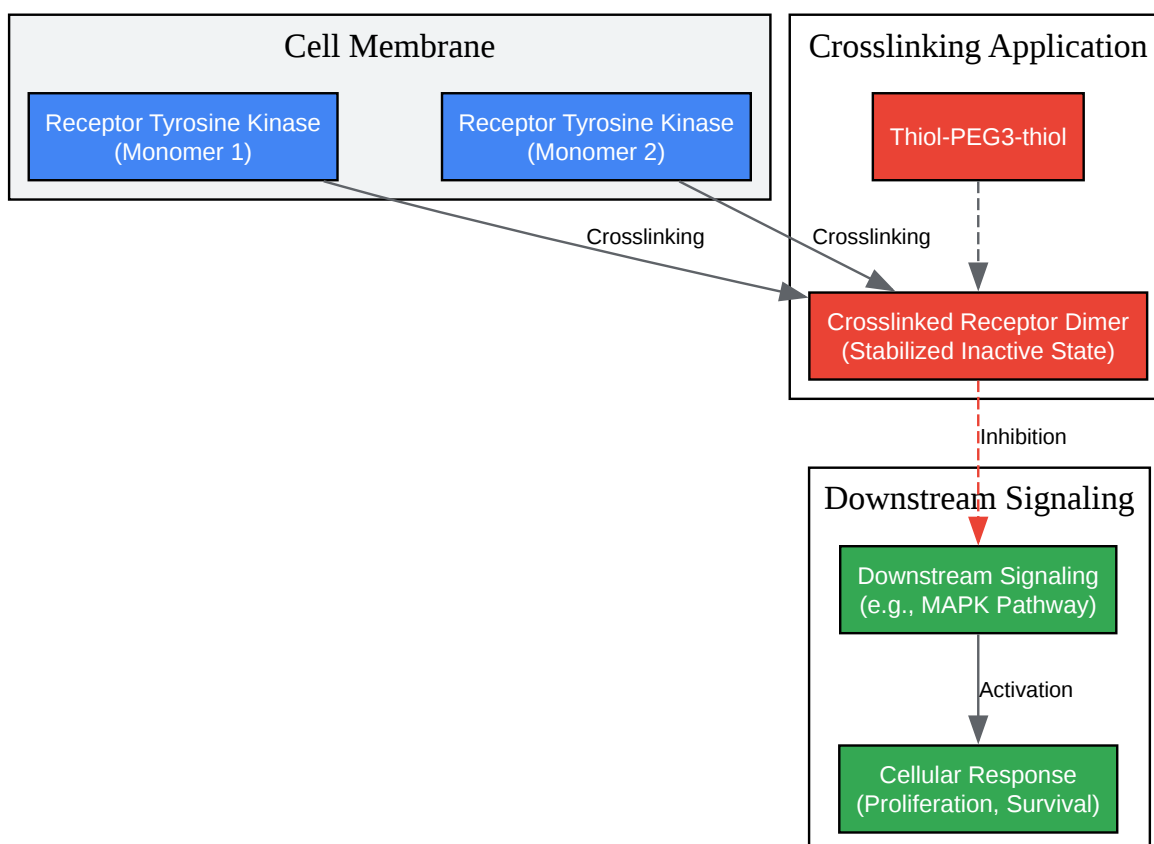 Cell Membrane
Receptor Tyrosine Kinase
(Monomer 1)
Receptor Tyrosine Kinase
(Monomer 2)
Crosslinking Application
Thiol-PEG3-thiol
Crosslinking
Crosslinking
Crosslinked Receptor Dimer
(Stabilized Inactive State)
Inhibition
Downstream Signaling
Downstream Signaling
(e.g., MAPK Pathway)
Activation
Cellular Response
(Proliferation, Survival)